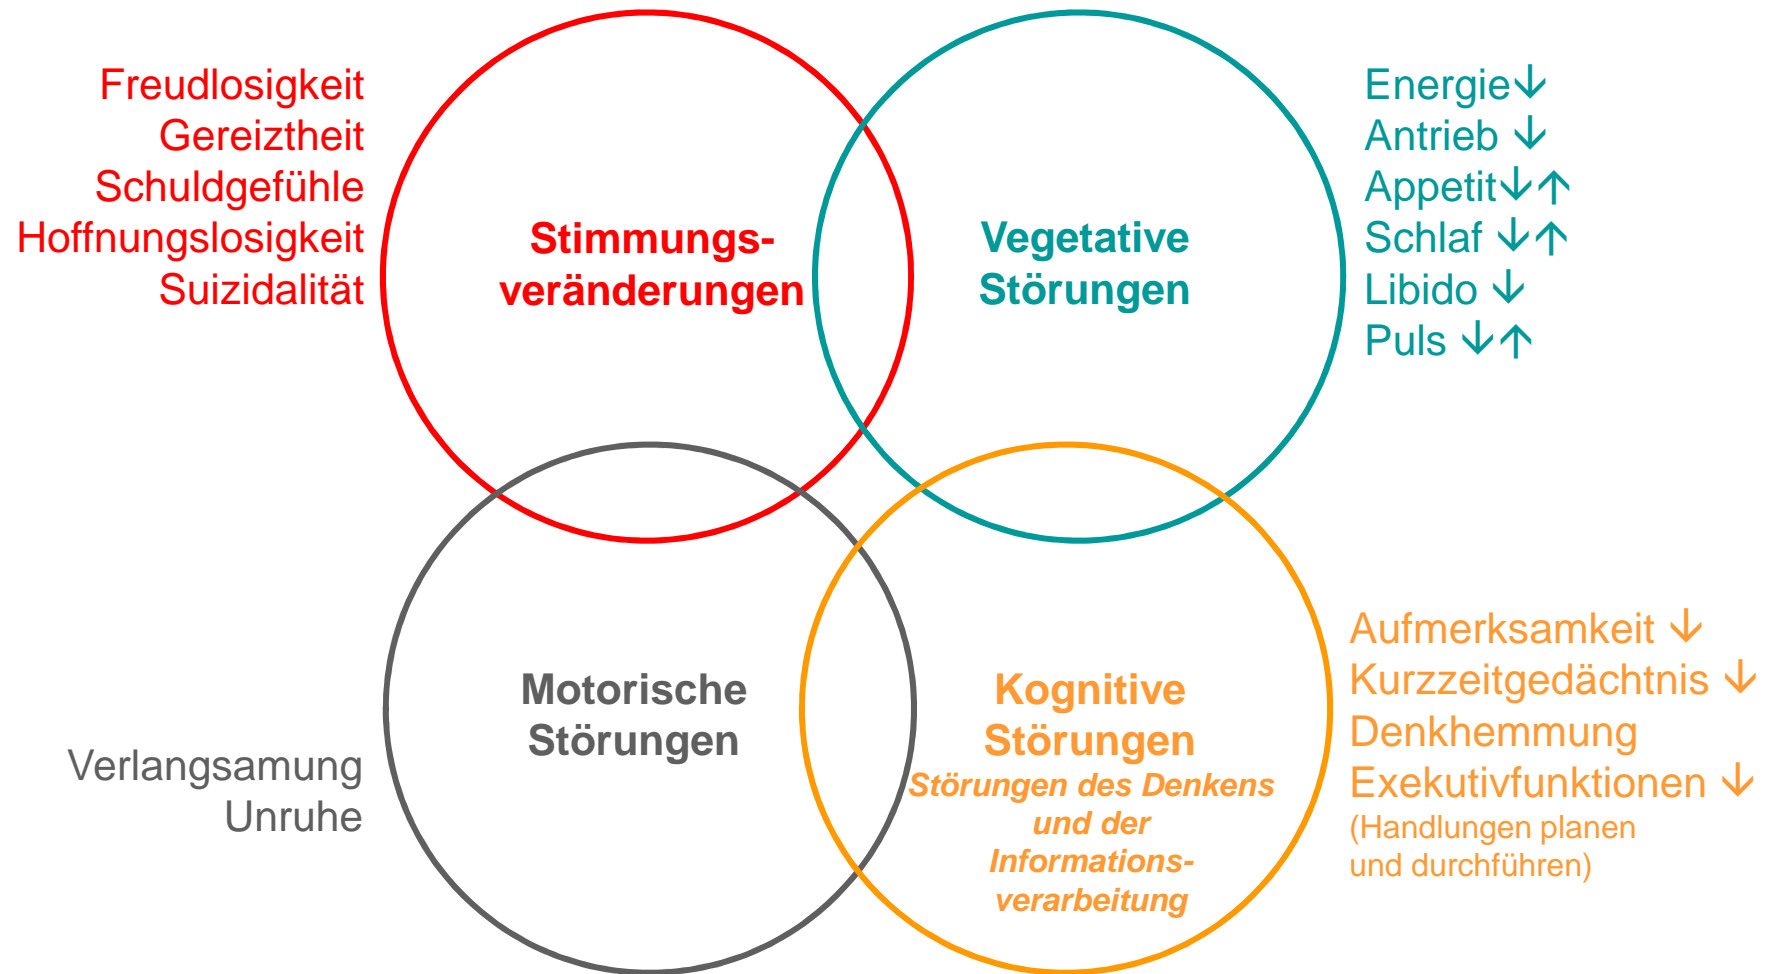 Freudlosigkeit
Gereiztheit
Schuldgefühle
Hoffnungslosigkeit
Suizidalität
Stimmungs-
veränderungen
Vegetative
Störungen
Energie↓
Antrieb ↓
Appetit↓↑
Schlaf ↓↑
Libido ↓
Puls ↓↑
Verlangsamung
Unruhe
Motorische
Störungen
Kognitive
Störungen
Störungen des Denkens
und der
Informations-
verarbeitung
Aufmerksamkeit ↓
Kurzzeitgedächtnis ↓
Denkhemmung
Exekutivfunktionen ↓
(Handlungen planen
und durchführen)